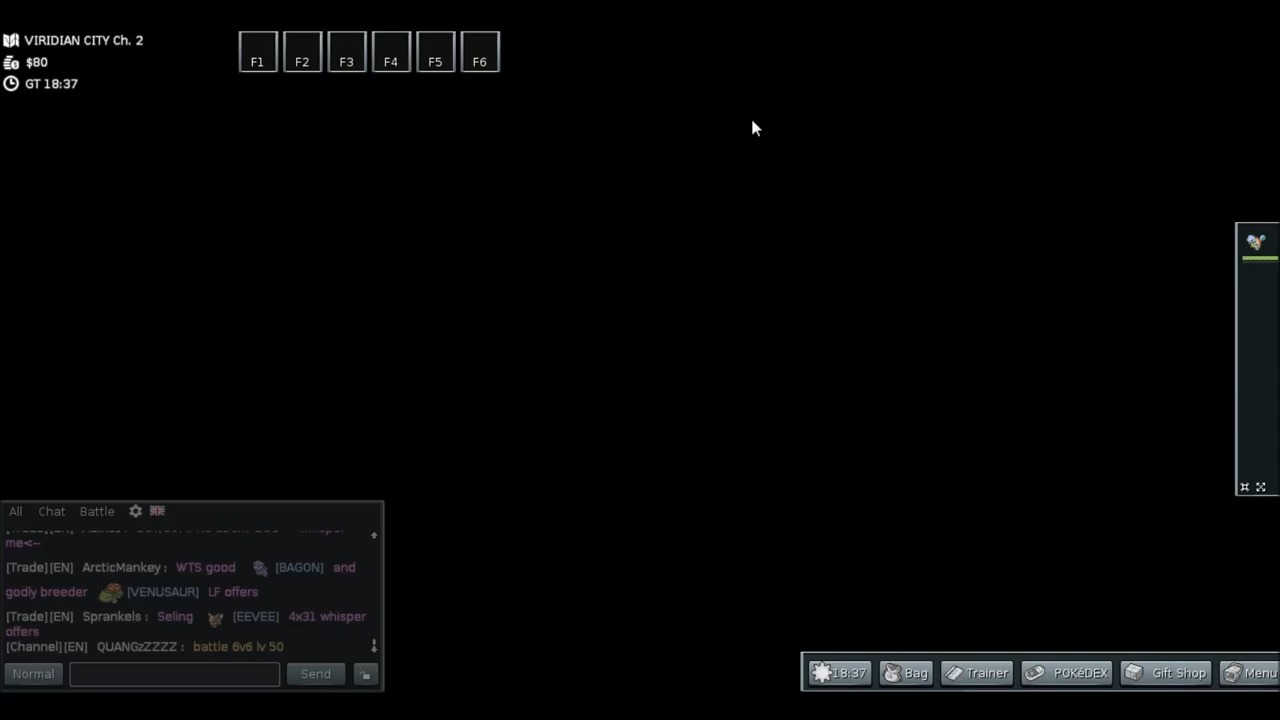 VIRIDIAN CITY Ch. 2
$80
GT 18:37
F1 F2 F3 F4 F5 F6
All Chat Battle
whisper
me<~
[Trade][EN] ArcticMankey: WTS good [BAGON] and
godly breeder [VENUSAUR] LF offers
[Trade][EN] Sprankels: Seling [EEVEE] 4x31 whisper
offers
[Channel][EN] QUANGzZZZZ: battle 6v6 lv 50
Normal Send
18:37 Bag Trainer POKéDEX Gift Shop Menu